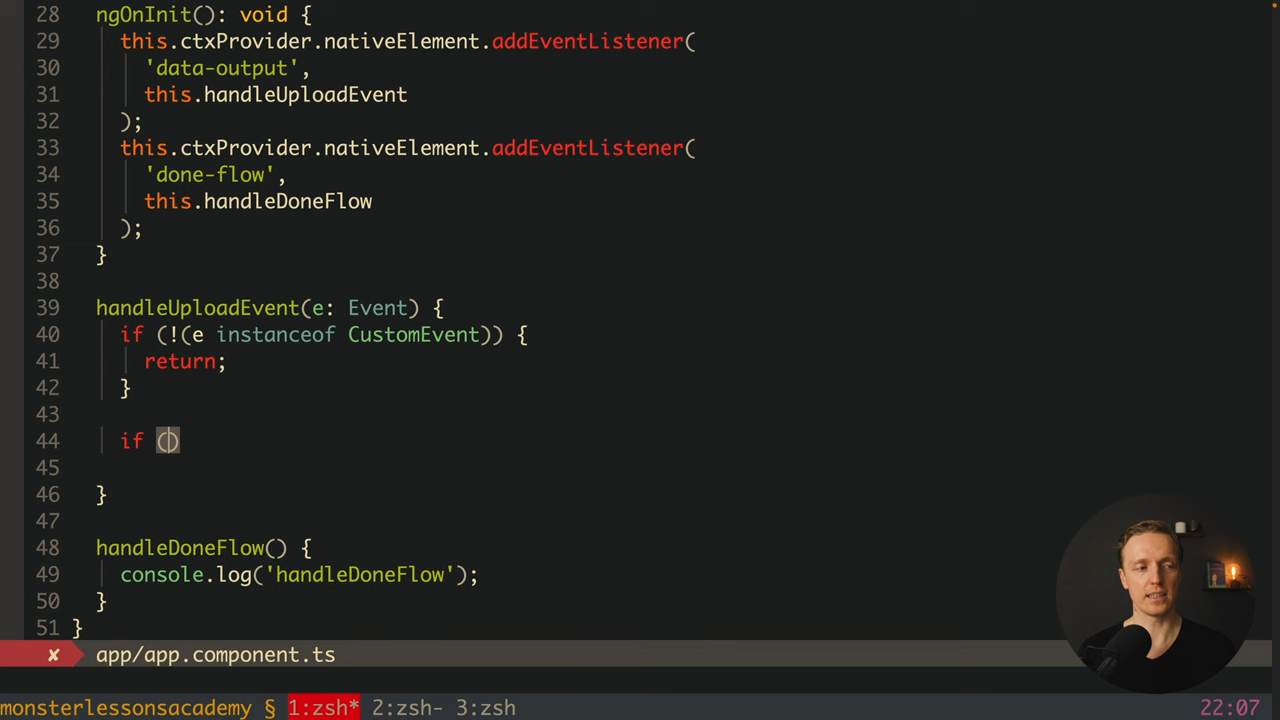 28 ngOnInit(): void {
29 this.ctxProvider.nativeElement.addEventListener(
30 'data-output',
31 this.handleUploadEvent
32 );
33 this.ctxProvider.nativeElement.addEventListener(
34 'done-flow',
35 this.handleDoneFlow
36 );
37 }
38
39 handleUploadEvent(e: Event) {
40 if (!(e instanceof CustomEvent)) {
41 return;
42 }
43
44 if ()
45
46 }
47
48 handleDoneFlow() {
49 console.log('handleDoneFlow');
50 }
51 }
✘ app/app.component.ts
monsterlessonsacademy § 1:zsh* 2:zsh- 3:zsh 22:07